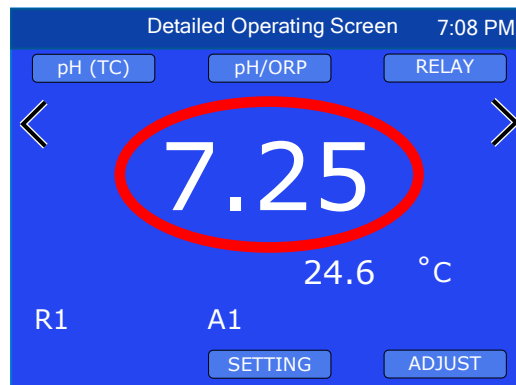 Detailed Operating Screen 7:08 PM
pH (TC) pH/ORP RELAY
7.25
24.6 °C
R1 A1
SETTING ADJUST